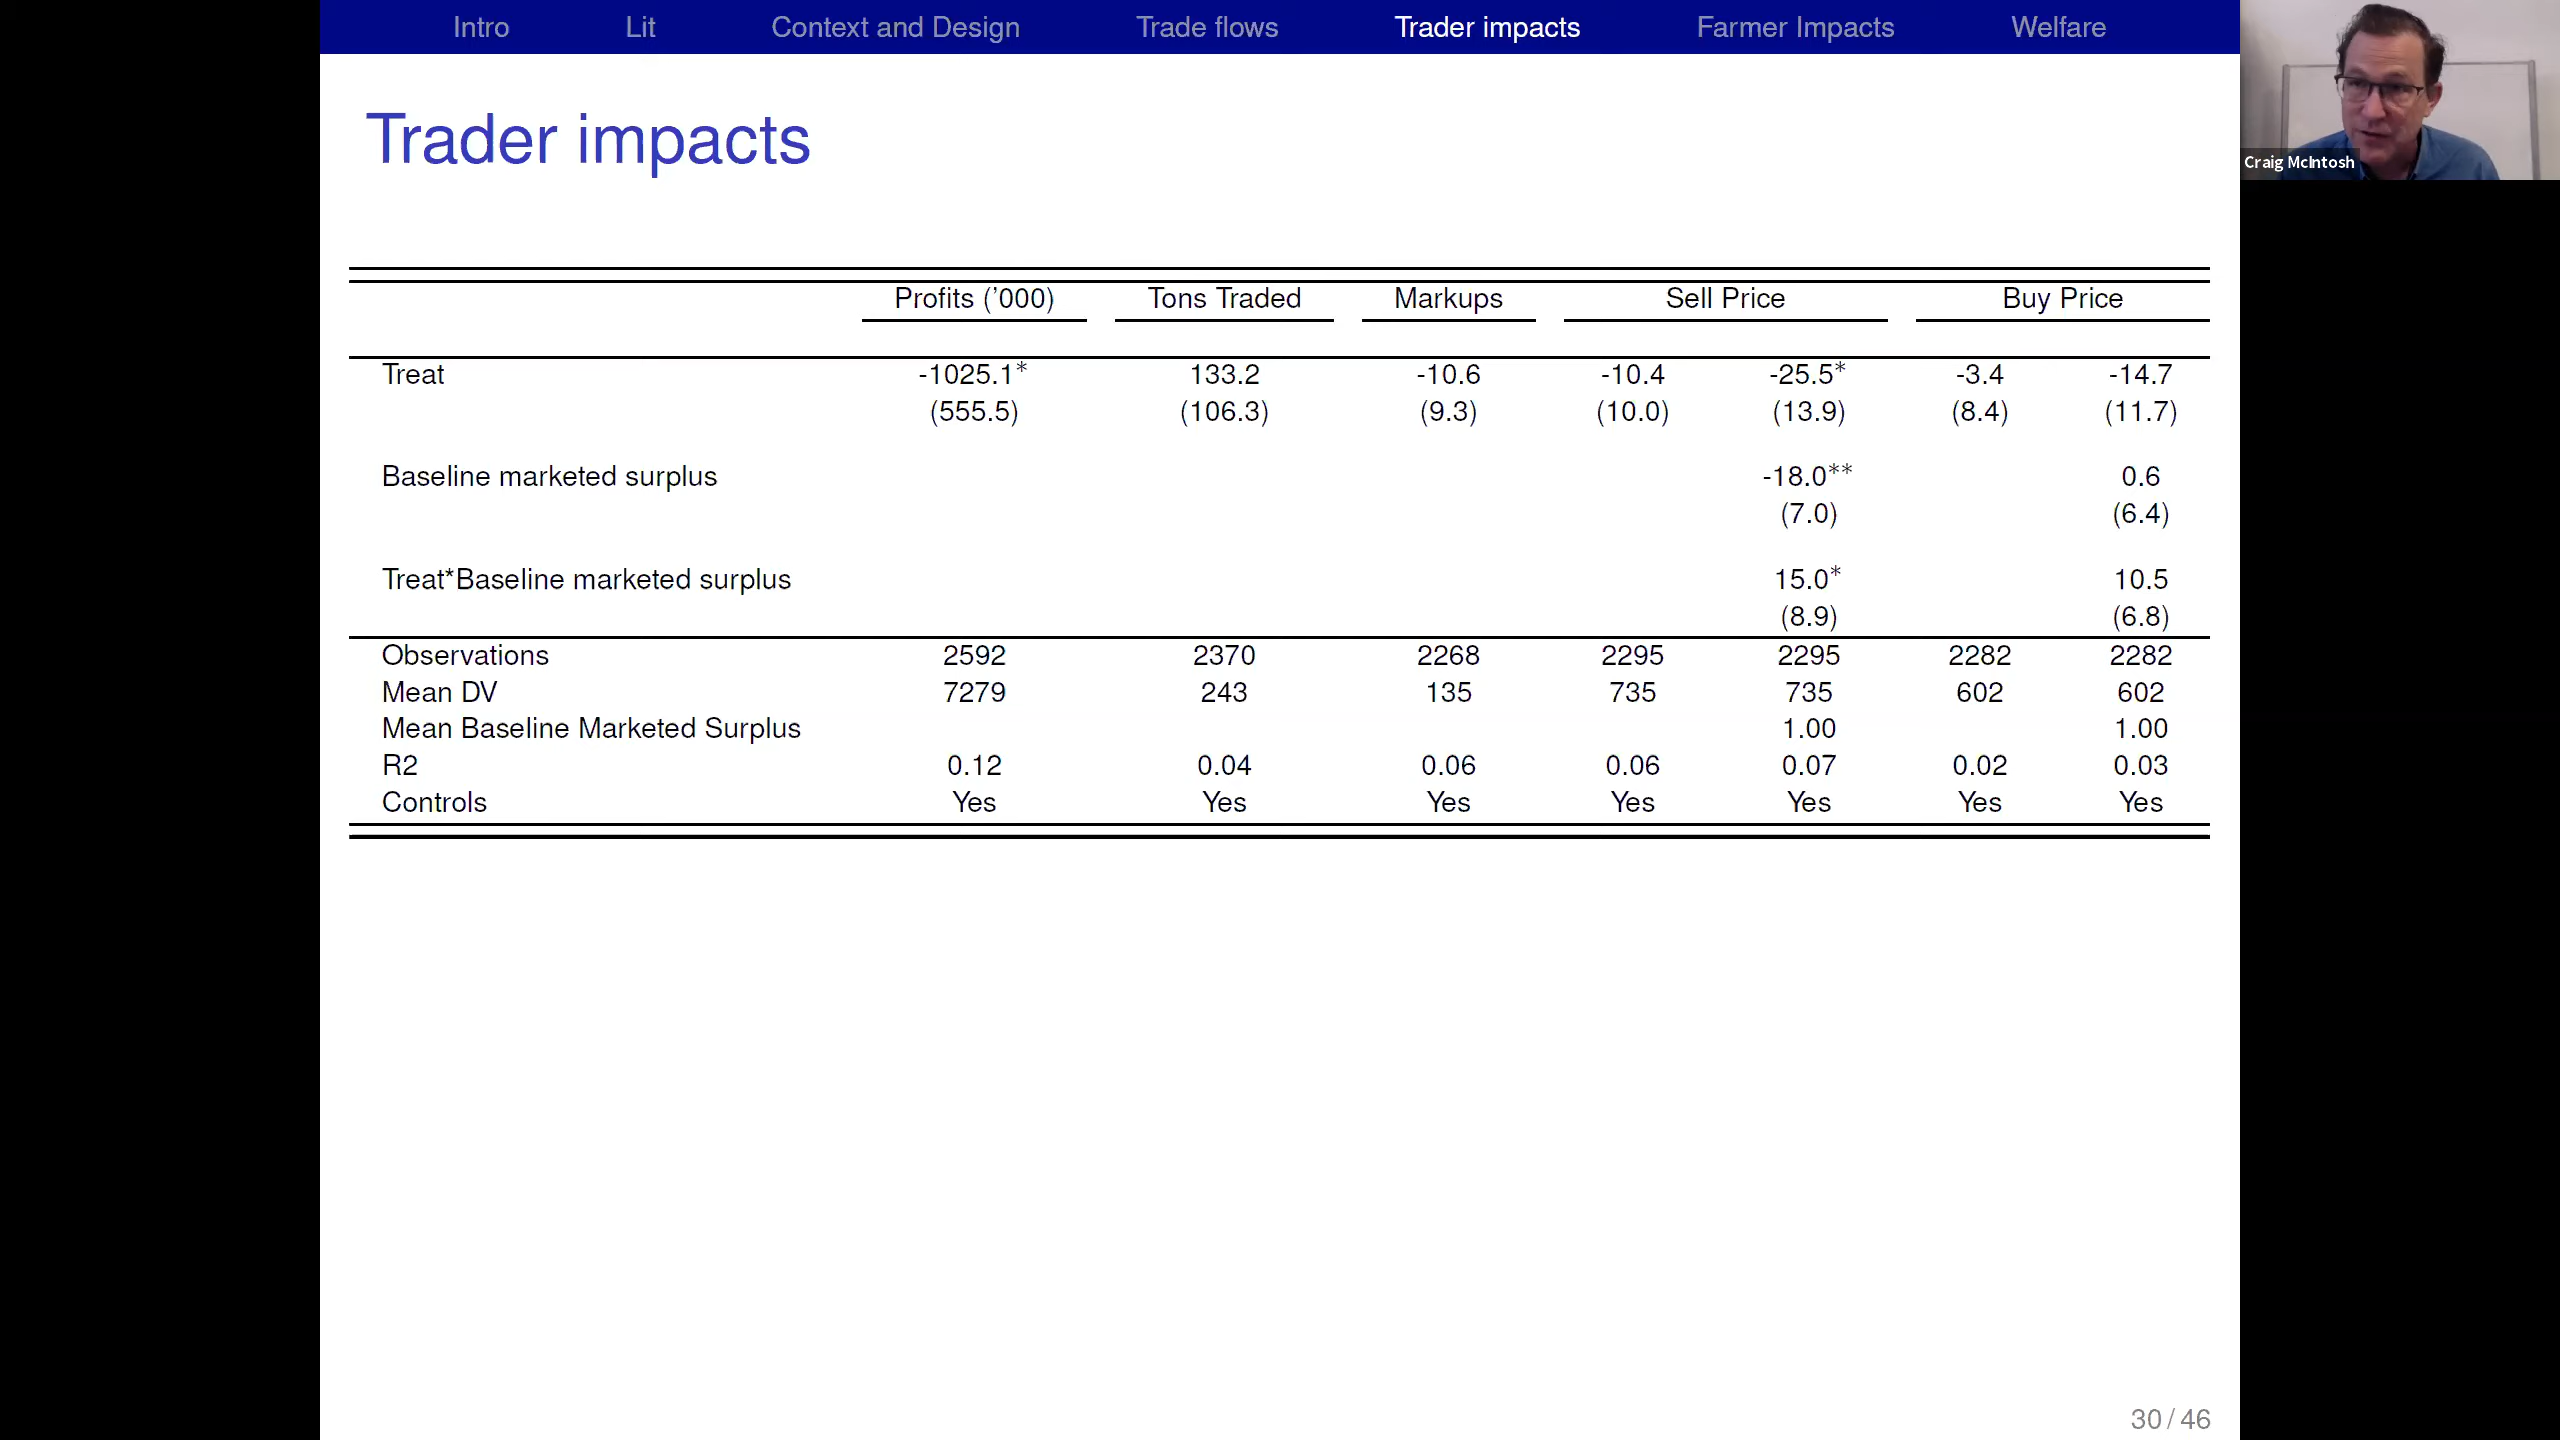 Intro Lit Context and Design Trade flows Trader impacts Farmer Impacts Welfare
Craig McIntosh
Trader impacts
Profits ('000) Tons Traded Markups Sell Price Buy Price
Treat -1025.1* 133.2 -10.6 -10.4 -25.5* -3.4 -14.7
(555.5) (106.3) (9.3) (10.0) (13.9) (8.4) (11.7)
Baseline marketed surplus -18.0** 0.6
(7.0) (6.4)
Treat*Baseline marketed surplus 15.0* 10.5
(8.9) (6.8)
Observations 2592 2370 2268 2295 2295 2282 2282
Mean DV 7279 243 135 735 735 602 602
Mean Baseline Marketed Surplus 1.00 1.00
R2 0.12 0.04 0.06 0.06 0.07 0.02 0.03
Controls Yes Yes Yes Yes Yes Yes Yes
30 / 46